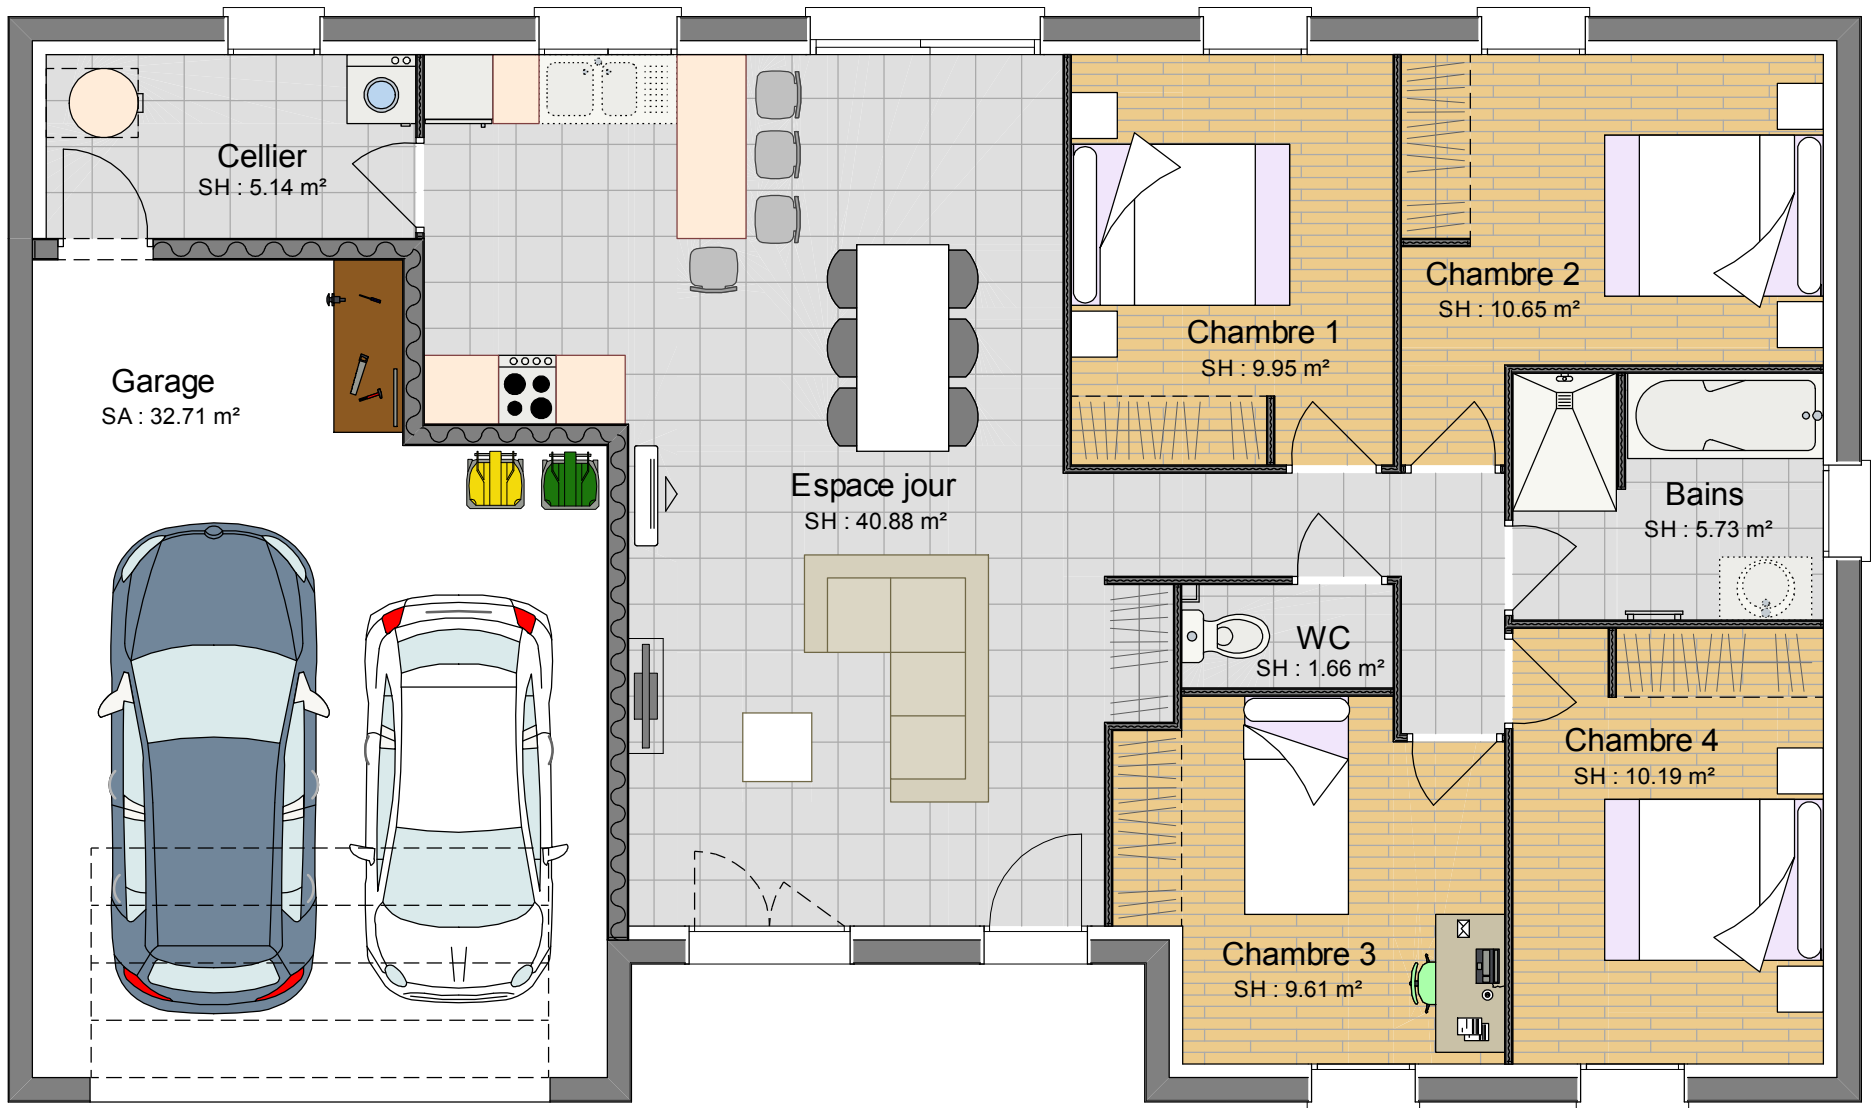 Cellier
SH : 5.14 m²
Chambre 2
SH : 10.65 m²
Chambre 1
SH : 9.95 m²
Garage
SA : 32.71 m²
Espace jour
SH : 40.88 m²
Bains
SH : 5.73 m²
WC
SH : 1.66 m²
Chambre 4
SH : 10.19 m²
Chambre 3
SH : 9.61 m²